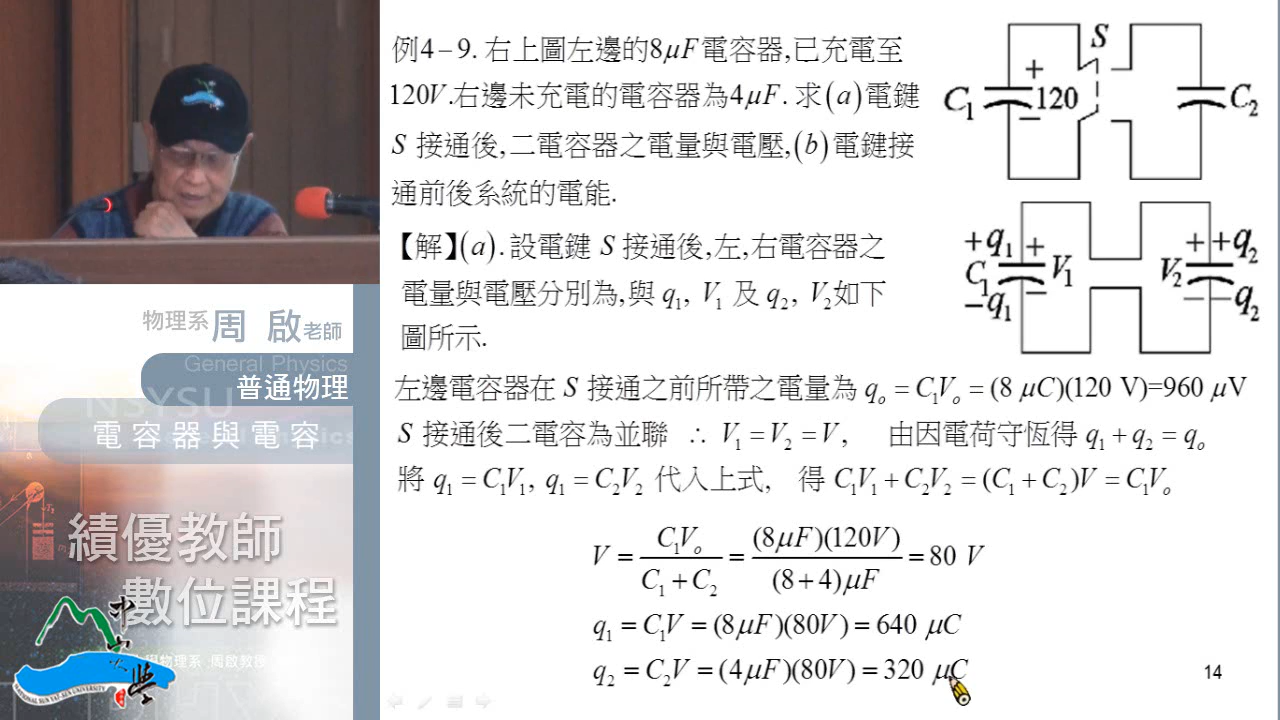 例4－9. 右上圖左邊的8μF電容器,已充電至
120V.右邊未充電的電容器為4μF. 求(a)電鍵
S 接通後,二電容器之電量與電壓,(b)電鍵接
通前後系統的電能.
【解】(a).設電鍵 S 接通後,左,右電容器之
電量與電壓分別為,與 q₁, V₁ 及 q₂, V₂如下
圖所示.
左邊電容器在 S 接通之前所帶之電量為 qₒ = C₁Vₒ = (8 μC)(120 V)=960 μV
S 接通後二電容為並聯 ∴ V₁ = V₂ = V, 由因電荷守恆得 q₁ + q₂ = qₒ
將 q₁ = C₁V₁, q₁ = C₂V₂ 代入上式, 得 C₁V₁ + C₂V₂ = (C₁ + C₂)V = C₁Vₒ
V = C₁Vₒ / (C₁ + C₂) = (8μF)(120V) / (8+4)μF = 80 V
q₁ = C₁V = (8μF)(80V) = 640 μC
q₂ = C₂V = (4μF)(80V) = 320 μC
S
C₁ + 120 − C₂
+q₁ + V₁ V₂ + +q₂
C₁
−q₁ − − −q₂
14
物理系周 啟老師
General Physics
普通物理
NSYSU
電容器與電容
績優教師
數位課程
中山大學
NATIONAL SUN YAT-SEN UNIVERSITY